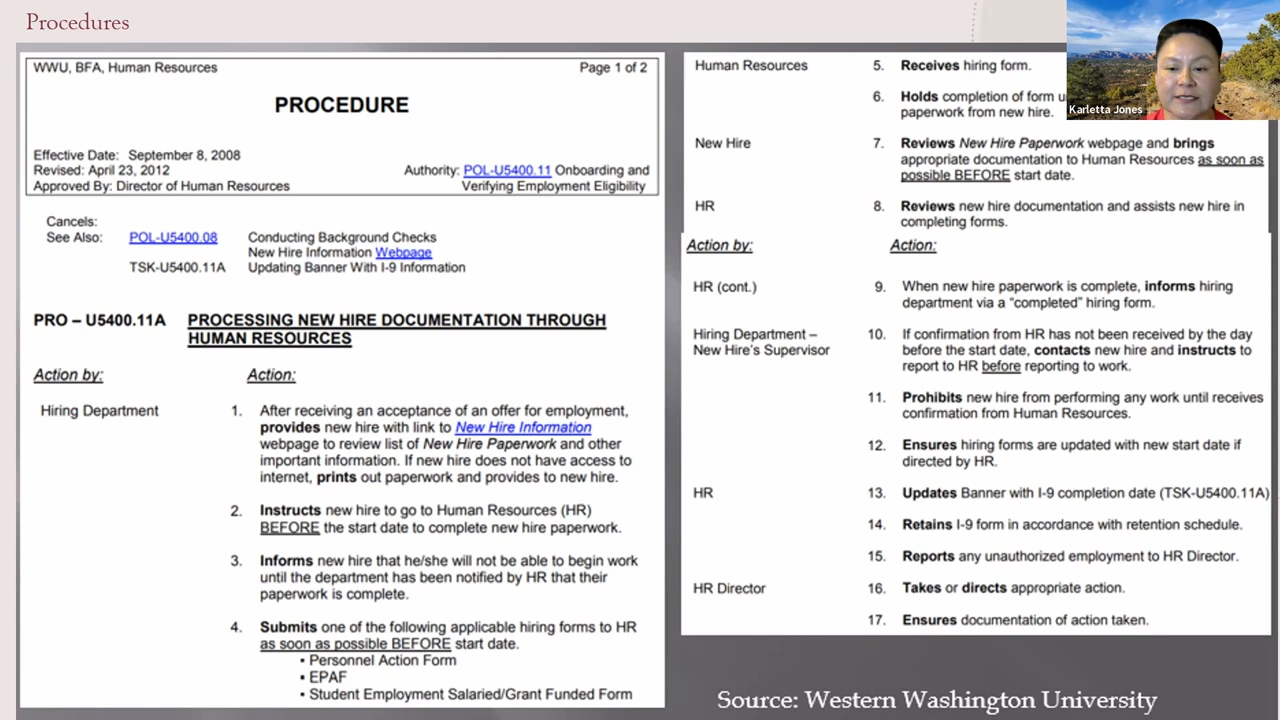 Procedures
WWU, BFA, Human Resources Page 1 of 2
PROCEDURE
Effective Date: September 8, 2008
Revised: April 23, 2012 Authority: POL-U5400.11 Onboarding and
Approved By: Director of Human Resources Verifying Employment Eligibility
Cancels:
See Also: POL-U5400.08 Conducting Background Checks
New Hire Information Webpage
TSK-U5400.11A Updating Banner With I-9 Information
PRO – U5400.11A PROCESSING NEW HIRE DOCUMENTATION THROUGH
HUMAN RESOURCES
Action by: Action:
Hiring Department 1. After receiving an acceptance of an offer for employment,
provides new hire with link to New Hire Information
webpage to review list of New Hire Paperwork and other
important information. If new hire does not have access to
internet, prints out paperwork and provides to new hire.
2. Instructs new hire to go to Human Resources (HR)
BEFORE the start date to complete new hire paperwork.
3. Informs new hire that he/she will not be able to begin work
until the department has been notified by HR that their
paperwork is complete.
4. Submits one of the following applicable hiring forms to HR
as soon as possible BEFORE start date.
▪ Personnel Action Form
▪ EPAF
▪ Student Employment Salaried/Grant Funded Form
Human Resources 5. Receives hiring form.
6. Holds completion of form
paperwork from new hire.
New Hire 7. Reviews New Hire Paperwork webpage and brings
appropriate documentation to Human Resources as soon as
possible BEFORE start date.
HR 8. Reviews new hire documentation and assists new hire in
completing forms.
Action by: Action:
HR (cont.) 9. When new hire paperwork is complete, informs hiring
department via a “completed” hiring form.
Hiring Department – 10. If confirmation from HR has not been received by the day
New Hire's Supervisor before the start date, contacts new hire and instructs to
report to HR before reporting to work.
11. Prohibits new hire from performing any work until receives
confirmation from Human Resources.
12. Ensures hiring forms are updated with new start date if
directed by HR.
HR 13. Updates Banner with I-9 completion date (TSK-U5400.11A)
14. Retains I-9 form in accordance with retention schedule.
15. Reports any unauthorized employment to HR Director.
HR Director 16. Takes or directs appropriate action.
17. Ensures documentation of action taken.
Karletta Jones
Source: Western Washington University